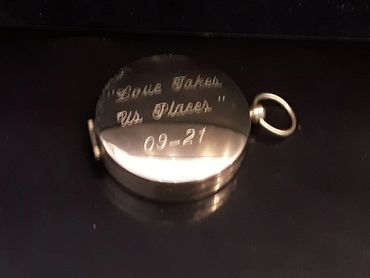 "Love Takes
Us Places"
09-21